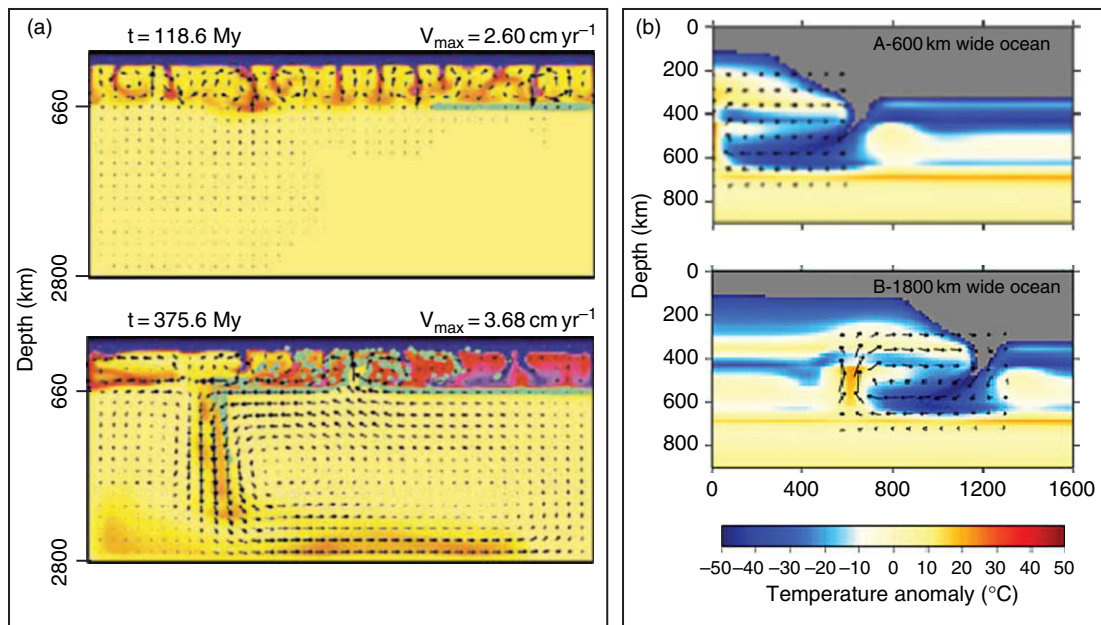 (a)
t = 118.6 My V_max = 2.60 cm yr⁻¹
660
2800
t = 375.6 My V_max = 3.68 cm yr⁻¹
660
2800
Depth (km)
(b)
A-600 km wide ocean
0
200
400
600
800
B-1800 km wide ocean
0
200
400
600
800
Depth (km)
0 400 800 1200 1600
−50 −40 −30 −20 −10 0 10 20 30 40 50
Temperature anomaly (°C)